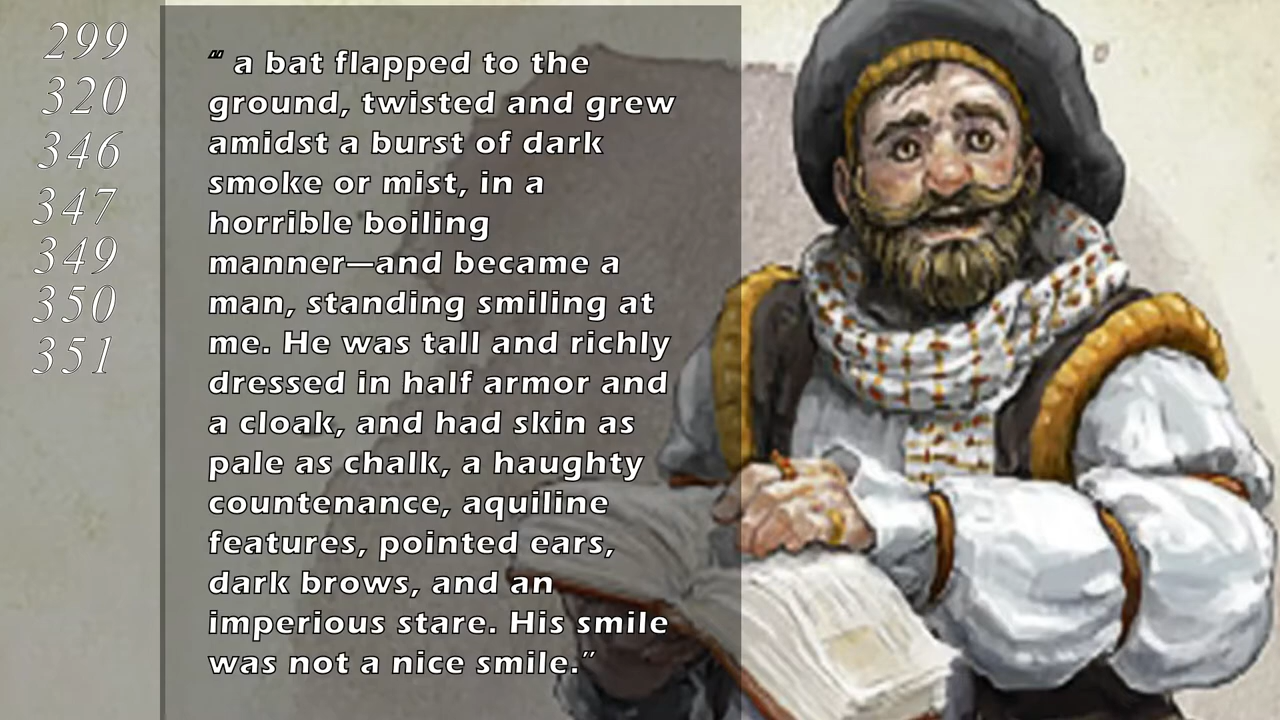 299
320
346
347
349
350
351
“ a bat flapped to the
ground, twisted and grew
amidst a burst of dark
smoke or mist, in a
horrible boiling
manner—and became a
man, standing smiling at
me. He was tall and richly
dressed in half armor and
a cloak, and had skin as
pale as chalk, a haughty
countenance, aquiline
features, pointed ears,
dark brows, and an
imperious stare. His smile
was not a nice smile.”